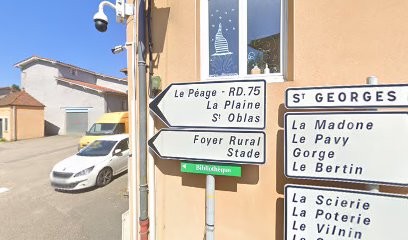 Le Péage - RD.75
La Plaine
St Oblas
Foyer Rural
Stade
Bibliothèque
St GEORGES
La Madone
Le Pavy
Gorge
Le Bertin
La Scierie
La Poterie
Le Vilnin